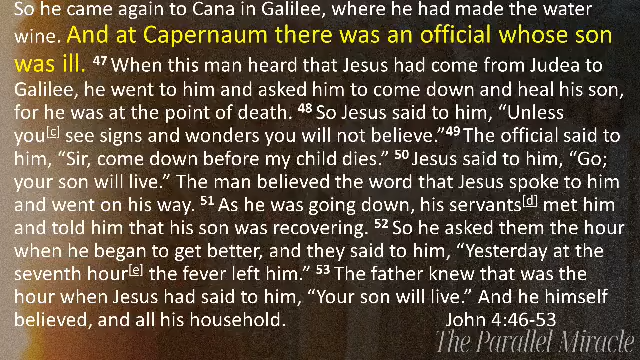 So he came again to Cana in Galilee, where he had made the water
wine. And at Capernaum there was an official whose son
was ill. 47 When this man heard that Jesus had come from Judea to
Galilee, he went to him and asked him to come down and heal his son,
for he was at the point of death. 48 So Jesus said to him, “Unless
you[c] see signs and wonders you will not believe.”49 The official said to
him, “Sir, come down before my child dies.” 50 Jesus said to him, “Go;
your son will live.” The man believed the word that Jesus spoke to him
and went on his way. 51 As he was going down, his servants[d] met him
and told him that his son was recovering. 52 So he asked them the hour
when he began to get better, and they said to him, “Yesterday at the
seventh hour[e] the fever left him.” 53 The father knew that was the
hour when Jesus had said to him, “Your son will live.” And he himself
believed, and all his household. John 4:46-53
The Parallel Miracle